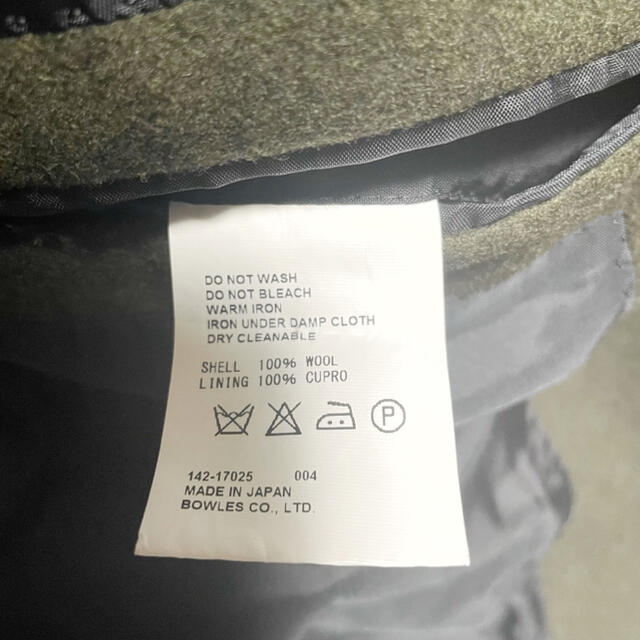 DO NOT WASH
DO NOT BLEACH
WARM IRON
IRON UNDER DAMP CLOTH
DRY CLEANABLE
SHELL 100% WOOL
LINING 100% CUPRO
P
142-17025 004
MADE IN JAPAN
BOWLES CO., LTD.